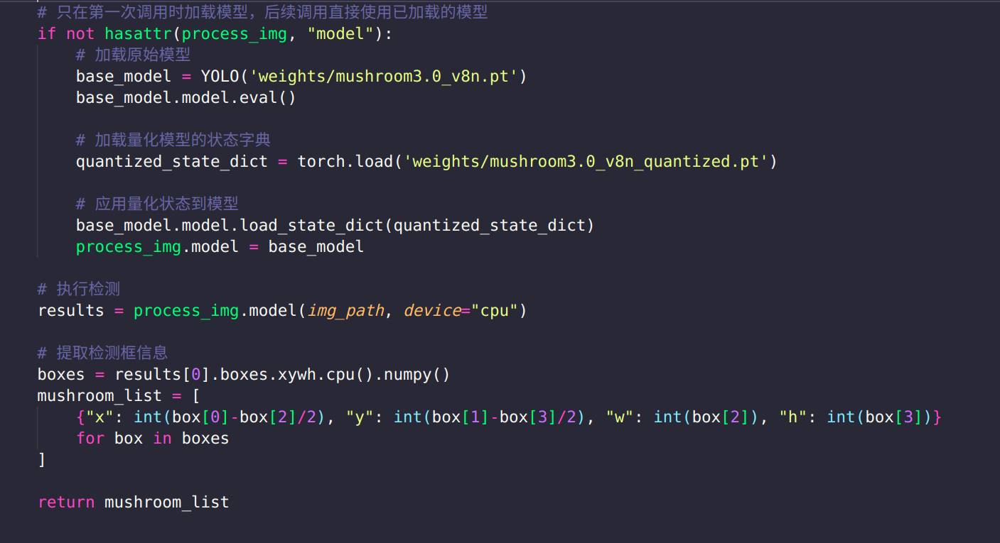 # 只在第一次调用时加载模型，后续调用直接使用已加载的模型
if not hasattr(process_img, "model"):
    # 加载原始模型
    base_model = YOLO('weights/mushroom3.0_v8n.pt')
    base_model.model.eval()

    # 加载量化模型的状态字典
    quantized_state_dict = torch.load('weights/mushroom3.0_v8n_quantized.pt')

    # 应用量化状态到模型
    base_model.model.load_state_dict(quantized_state_dict)
    process_img.model = base_model

# 执行检测
results = process_img.model(img_path, device="cpu")

# 提取检测框信息
boxes = results[0].boxes.xywh.cpu().numpy()
mushroom_list = [
    {"x": int(box[0]-box[2]/2), "y": int(box[1]-box[3]/2), "w": int(box[2]), "h": int(box[3])}
    for box in boxes
]

return mushroom_list